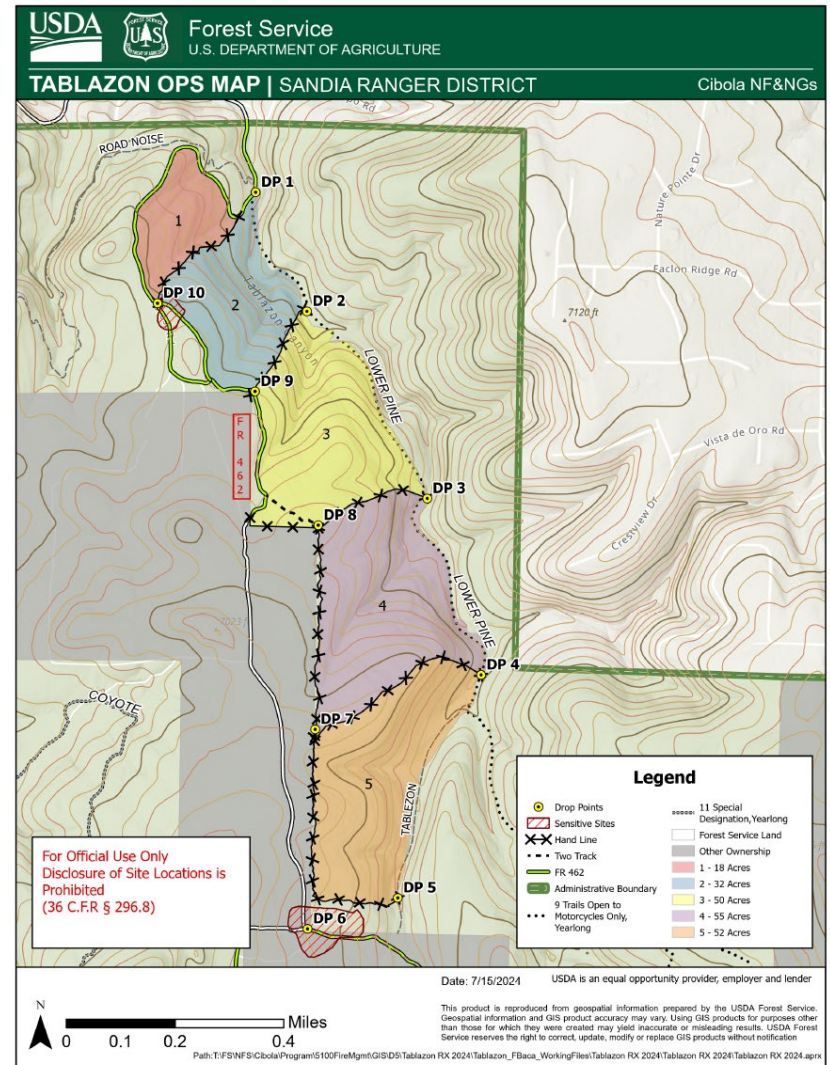 USDA
FOREST SERVICE
U S
DEPARTMENT OF AGRICULTURE
Forest Service
U.S. DEPARTMENT OF AGRICULTURE
TABLAZON OPS MAP | SANDIA RANGER DISTRICT
Cibola NF&NGs
ROAD NOISE
DP 1
1
Nature Pointe Dr
Faclon Ridge Rd
DP 10
2
Tablazon Canyon
DP 2
7120 ft
LOWER PINE
DP 9
FR 462
3
Vista de Oro Rd
DP 3
Crestview Dr
DP 8
4
LOWER PINE
7023 ft
DP 4
COYOTE
DP 7
5
TABLEZON
DP 5
DP 6
For Official Use Only
Disclosure of Site Locations is
Prohibited
(36 C.F.R § 296.8)
Legend
Drop Points
Sensitive Sites
Hand Line
Two Track
FR 462
Administrative Boundary
9 Trails Open to
Motorcycles Only,
Yearlong
11 Special
Designation,Yearlong
Forest Service Land
Other Ownership
1 - 18 Acres
2 - 32 Acres
3 - 50 Acres
4 - 55 Acres
5 - 52 Acres
Date: 7/15/2024
USDA is an equal opportunity provider, employer and lender
N
0 0.1 0.2 0.4 Miles
This product is reproduced from geospatial information prepared by the USDA Forest Service.
Geospatial information and GIS product accuracy may vary. Using GIS products for purposes other
than those for which they were created may yield inaccurate or misleading results. USDA Forest
Service reserves the right to correct, update, modify or replace GIS products without notification
Path:T:\FS\NFS\Cibola\Program\5100FireMgmt\GIS\D5\Tablazon RX 2024\Tablazon_FBaca_WorkingFiles\Tablazon RX 2024\Tablazon RX 2024\Tablazon RX 2024.aprx